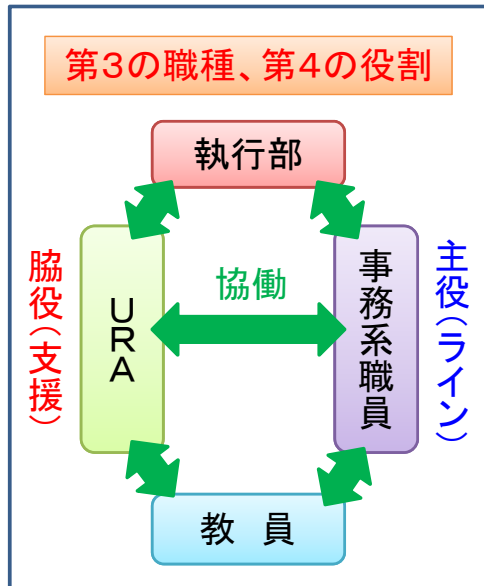 第3の職種、第4の役割
執行部
脇役(支援)
URA
協働
事務系職員
主役(ライン)
教 員